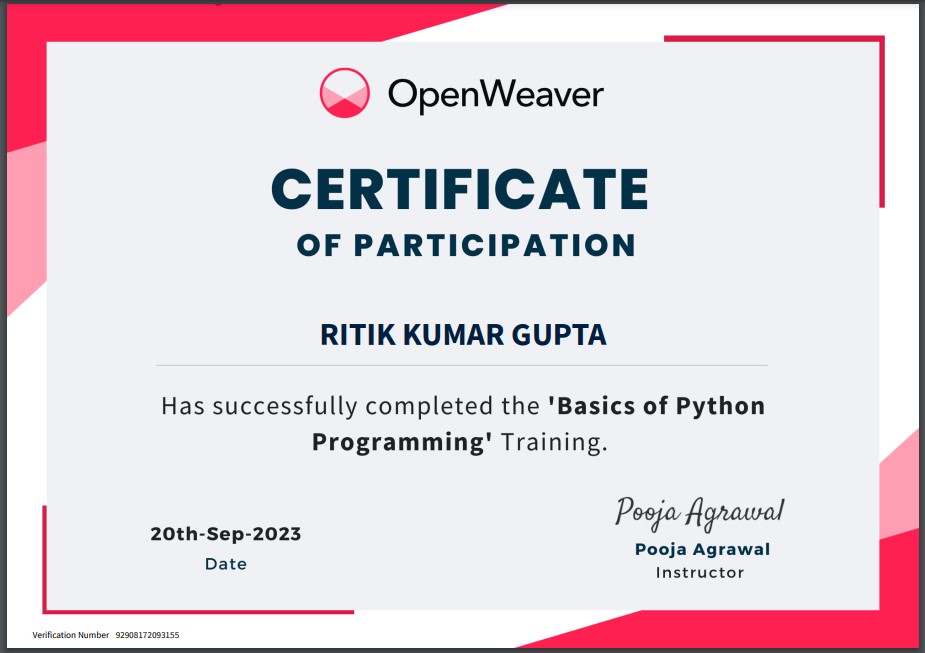 OpenWeaver
CERTIFICATE
OF PARTICIPATION
RITIK KUMAR GUPTA
Has successfully completed the 'Basics of Python
Programming' Training.
Pooja Agrawal
20th-Sep-2023
Pooja Agrawal
Date
Instructor
Verification Number 92908172093155